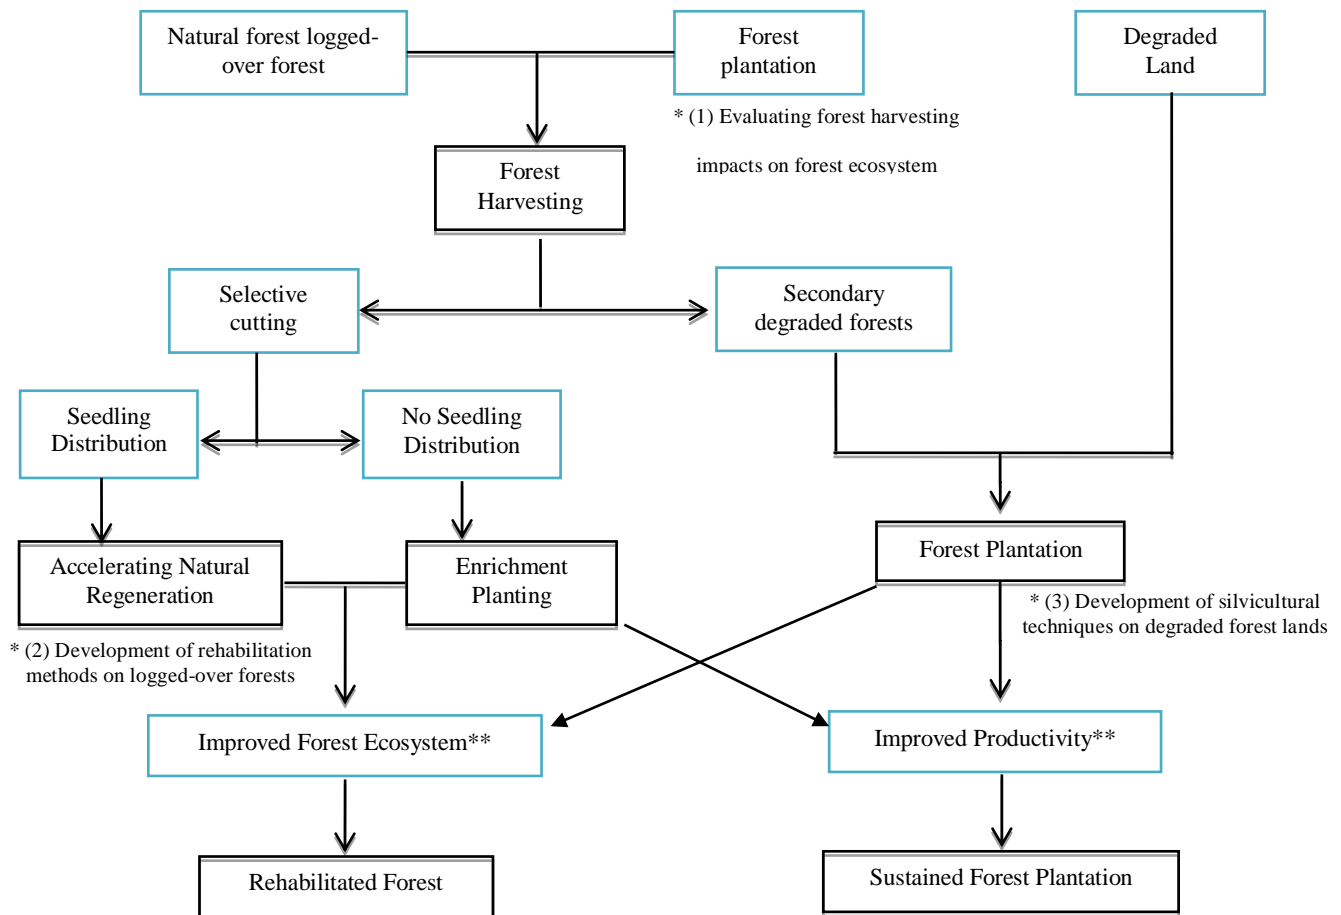 Natural forest logged-
over forest
Forest
plantation
Degraded
Land
* (1) Evaluating forest harvesting
impacts on forest ecosystem
Forest
Harvesting
Selective
cutting
Secondary
degraded forests
Seedling
Distribution
No Seedling
Distribution
Accelerating Natural
Regeneration
Enrichment
Planting
Forest Plantation
* (3) Development of silvicultural
techniques on degraded forest lands
* (2) Development of rehabilitation
methods on logged-over forests
Improved Forest Ecosystem**
Improved Productivity**
Rehabilitated Forest
Sustained Forest Plantation